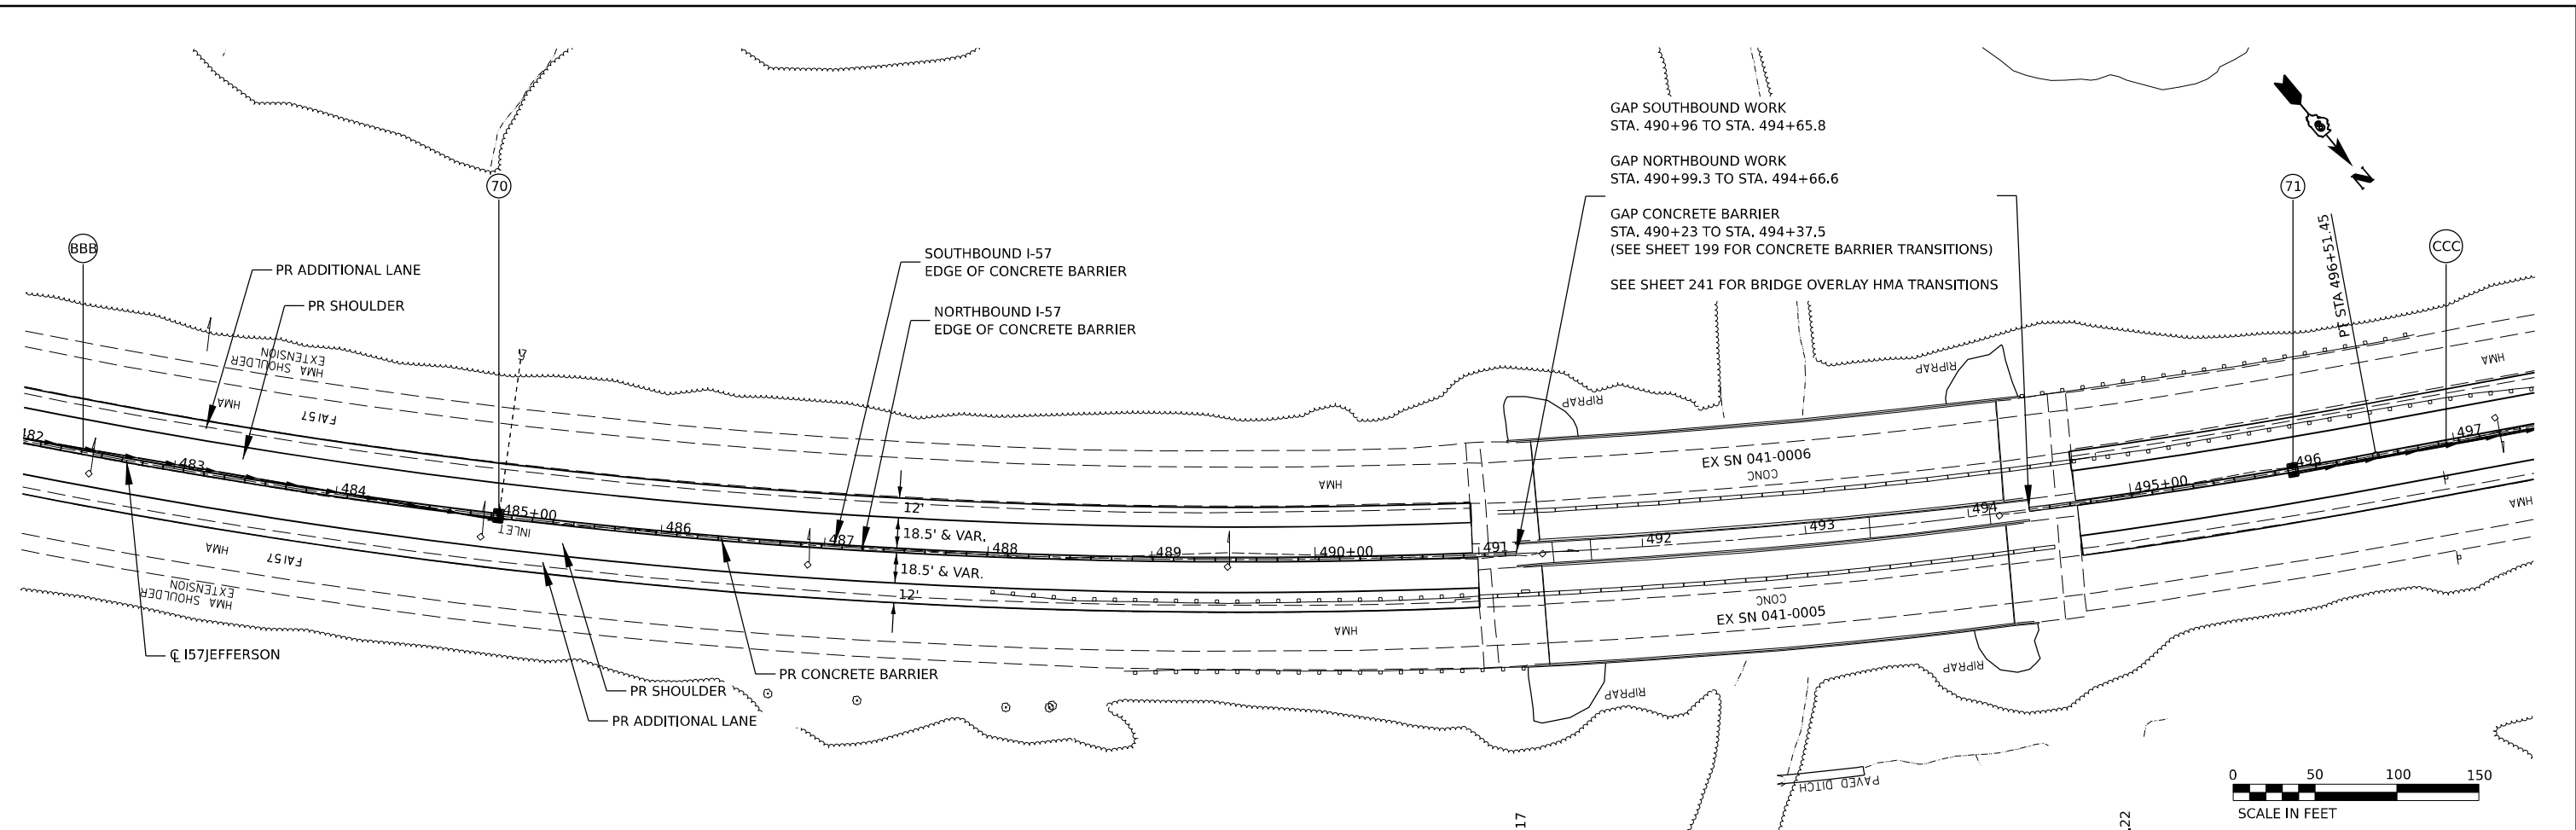 GAP SOUTHBOUND WORK
STA. 490+96 TO STA. 494+65.8
GAP NORTHBOUND WORK
STA. 490+99.3 TO STA. 494+66.6
GAP CONCRETE BARRIER
STA. 490+23 TO STA. 494+37.5
(SEE SHEET 199 FOR CONCRETE BARRIER TRANSITIONS)
SEE SHEET 241 FOR BRIDGE OVERLAY HMA TRANSITIONS
N
70
71
BBB
CCC
PT STA 496+51.45
PR ADDITIONAL LANE
PR SHOULDER
SOUTHBOUND I-57
EDGE OF CONCRETE BARRIER
NORTHBOUND I-57
EDGE OF CONCRETE BARRIER
HMA SHOULDER
EXTENSION
HMA
FAI 57
RIPRAP
RIPRAP
HMA
HMA
EX SN 041-0006
CONC
482
483
484
485+00
486
487
488
489
490+00
491
492
493
494
495+00
496
497
INLET
12'
18.5' & VAR.
18.5' & VAR.
12'
HMA
FAI 57
HMA SHOULDER
EXTENSION
HMA
CONC
EX SN 041-0005
HMA
RIPRAP
RIPRAP
℄ I57JEFFERSON
PR CONCRETE BARRIER
PR SHOULDER
PR ADDITIONAL LANE
PAVED DITCH
0 50 100 150
SCALE IN FEET
17
.22